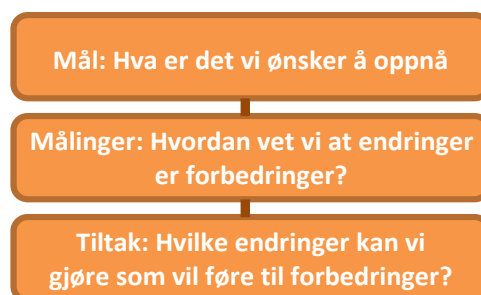 Mål: Hva er det vi ønsker å oppnå
Målinger: Hvordan vet vi at endringer
er forbedringer?
Tiltak: Hvilke endringer kan vi
gjøre som vil føre til forbedringer?